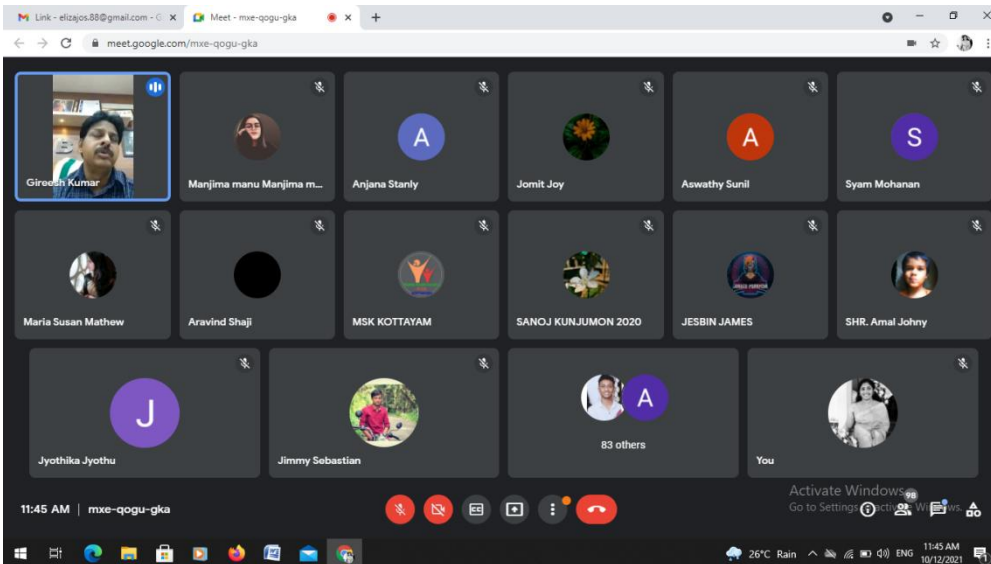 Link - elizajos.88@gmail.com - G
Meet - mxe-qogu-gka
meet.google.com/mxe-qogu-gka
Gireesh Kumar
Manjima manu Manjima m...
A
Anjana Stanly
Jomit Joy
A
Aswathy Sunil
S
Syam Mohanan
Maria Susan Mathew
Aravind Shaji
MSK KOTTAYAM
SANOJ KUNJUMON 2020
JESBIN JAMES
SHR. Amal Johny
J
Jyothika Jyothu
Jimmy Sebastian
A
83 others
You
Activate Windows
Go to Settings
98
11:45 AM | mxe-qogu-gka
26°C Rain
ENG
11:45 AM
10/12/2021